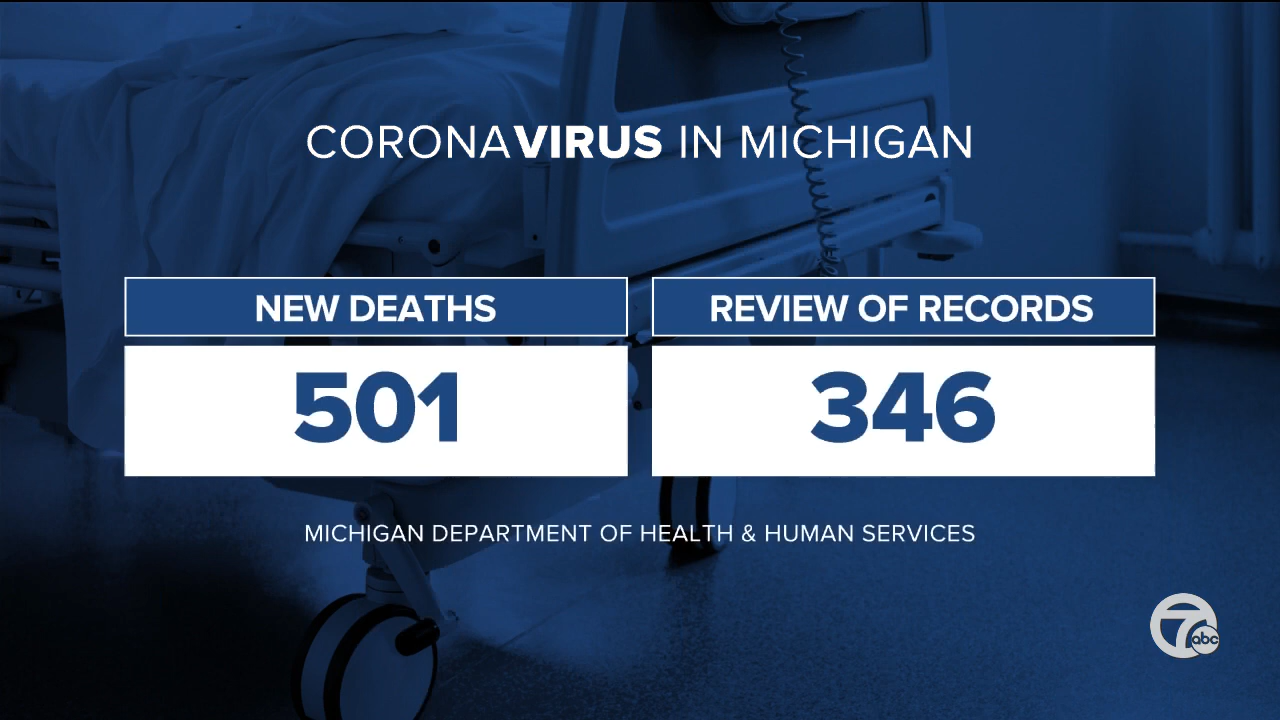 CORONAVIRUS IN MICHIGAN
NEW DEATHS
501
REVIEW OF RECORDS
346
MICHIGAN DEPARTMENT OF HEALTH & HUMAN SERVICES
7
abc